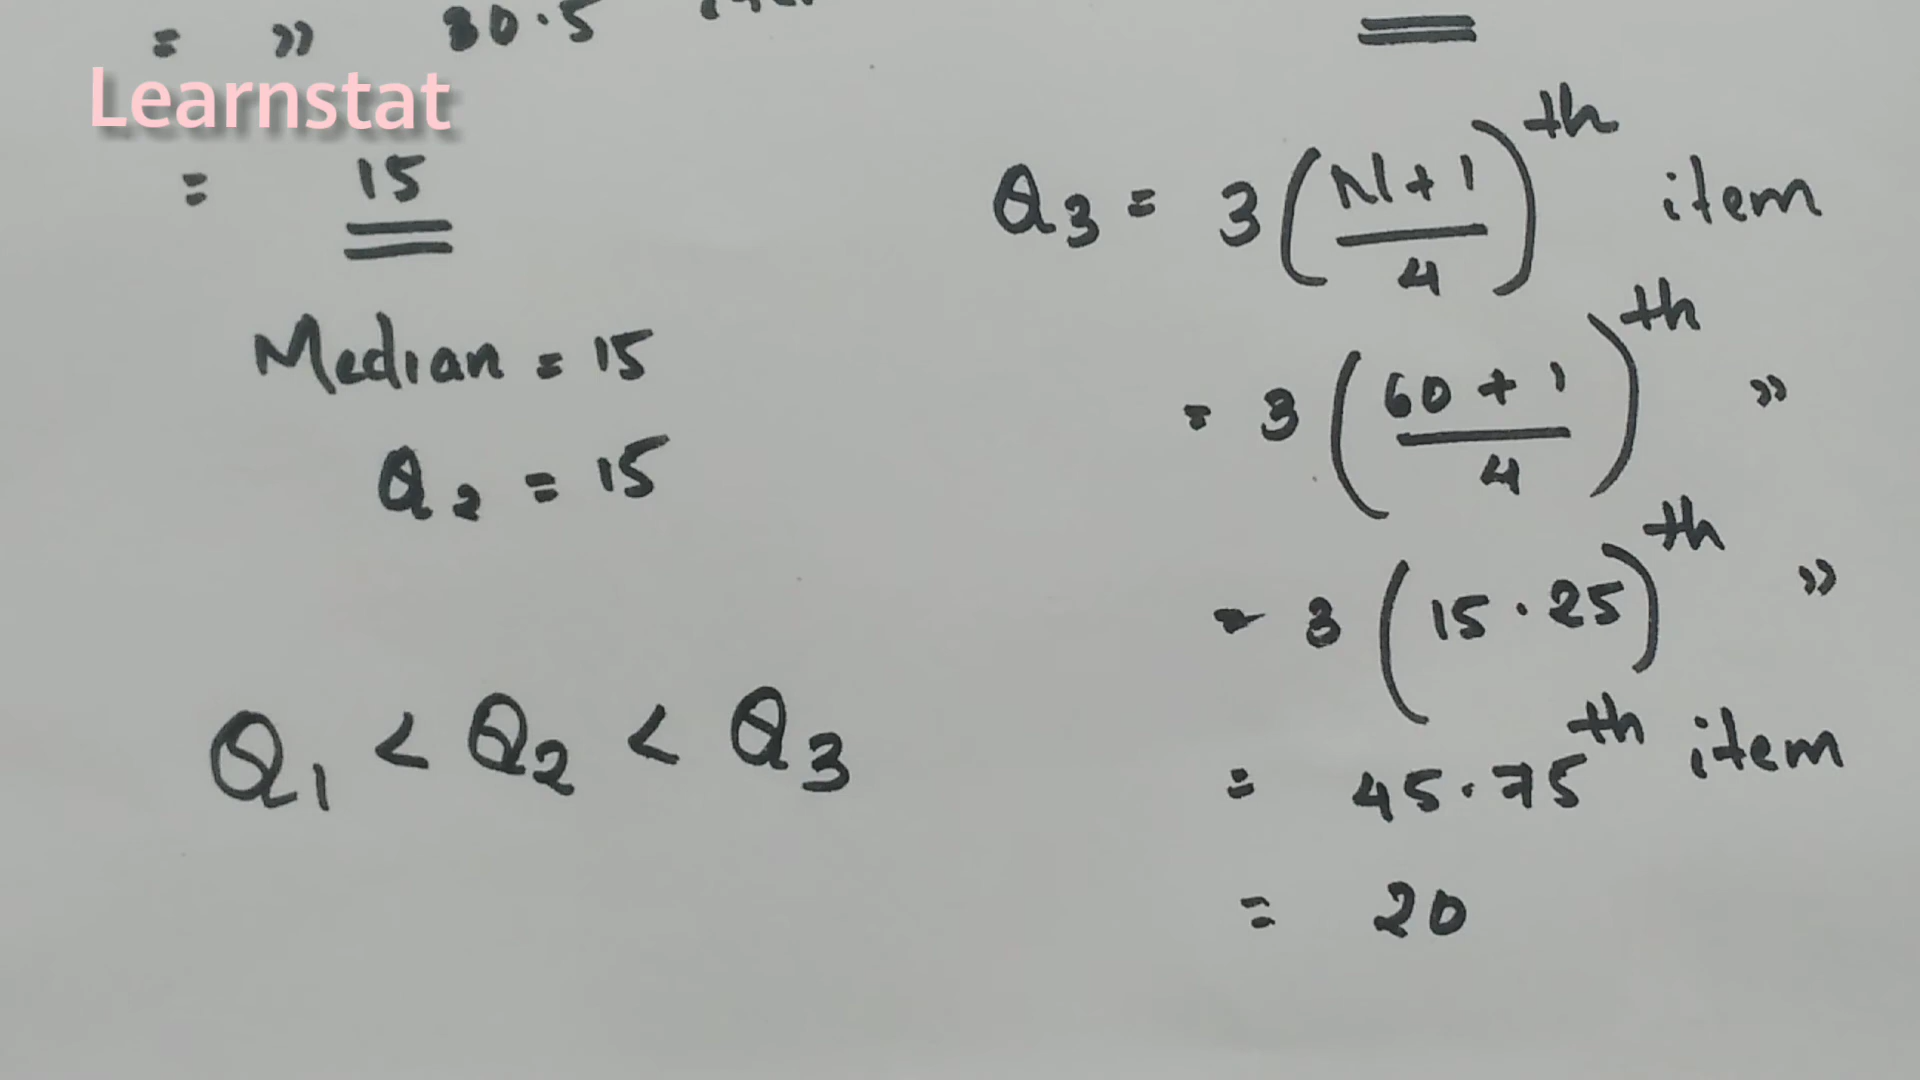 = » 30.5
Learnstat
= 15
Median = 15
Q2 = 15
Q1 < Q2 < Q3
Q3 = 3 (N+1 / 4)th item
= 3 (60+1 / 4)th »
= 3 (15.25)th »
= 45.75th item
= 20